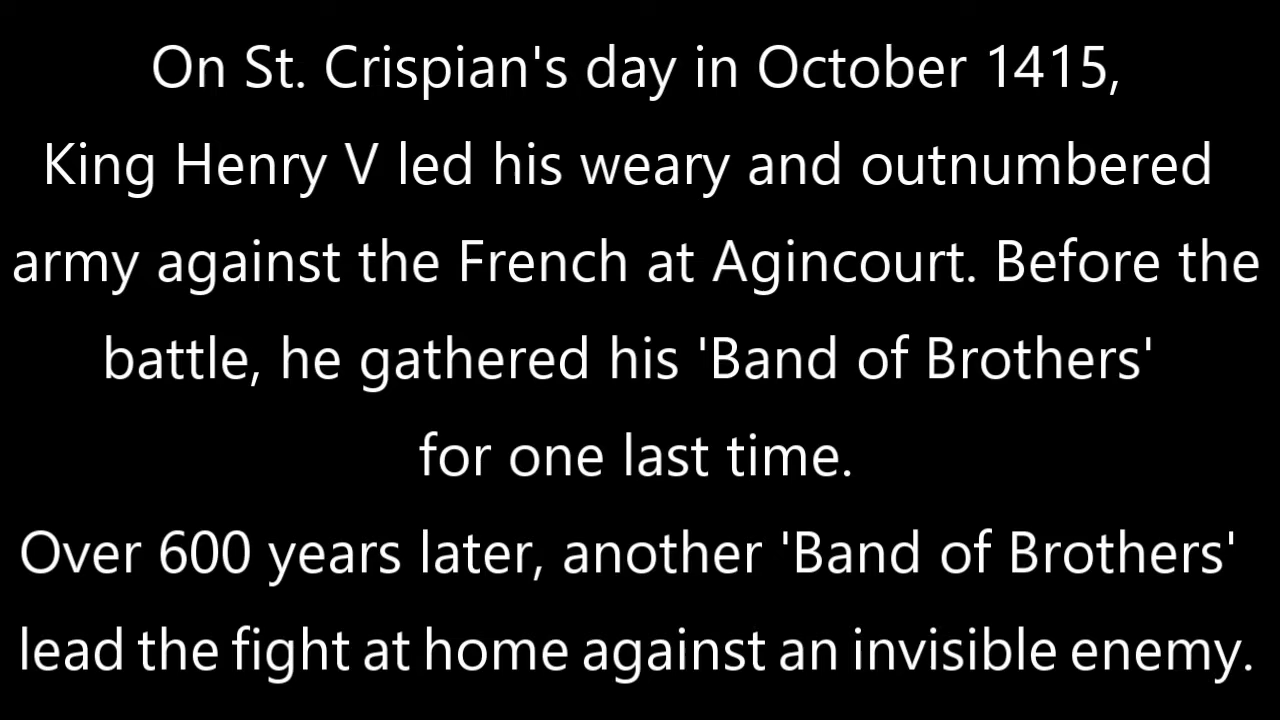 On St. Crispian's day in October 1415,
King Henry V led his weary and outnumbered
army against the French at Agincourt. Before the
battle, he gathered his 'Band of Brothers'
for one last time.
Over 600 years later, another 'Band of Brothers'
lead the fight at home against an invisible enemy.